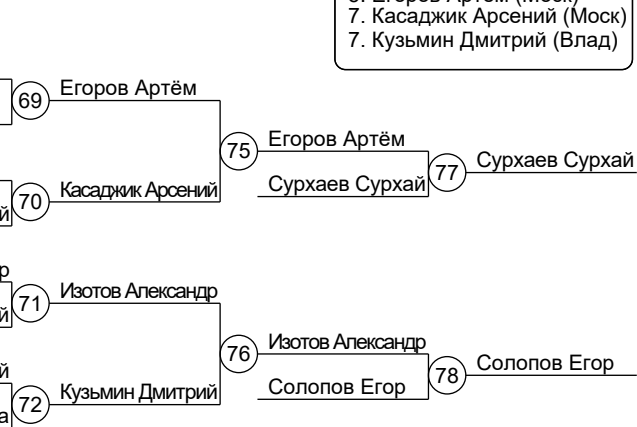 7. Касаджик Арсений (Моск)
7. Кузьмин Дмитрий (Влад)
69 Егоров Артём
75 Егоров Артём
77 Сурхаев Сурхай
Сурхаев Сурхай
70 Касаджик Арсений
71 Изотов Александр
76 Изотов Александр
78 Солопов Егор
Солопов Егор
72 Кузьмин Дмитрий